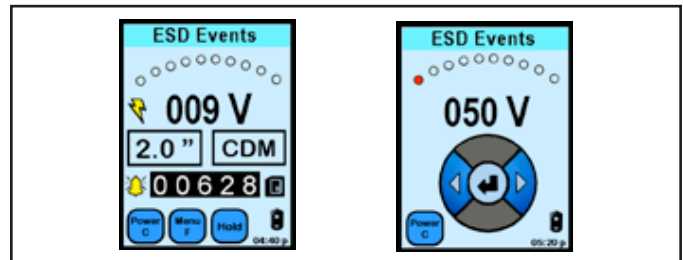 ESD Events
009 V
2.0 ” CDM
00628
Power C Menu F Hold
04:40 p
ESD Events
050 V
Power C
05:20 p